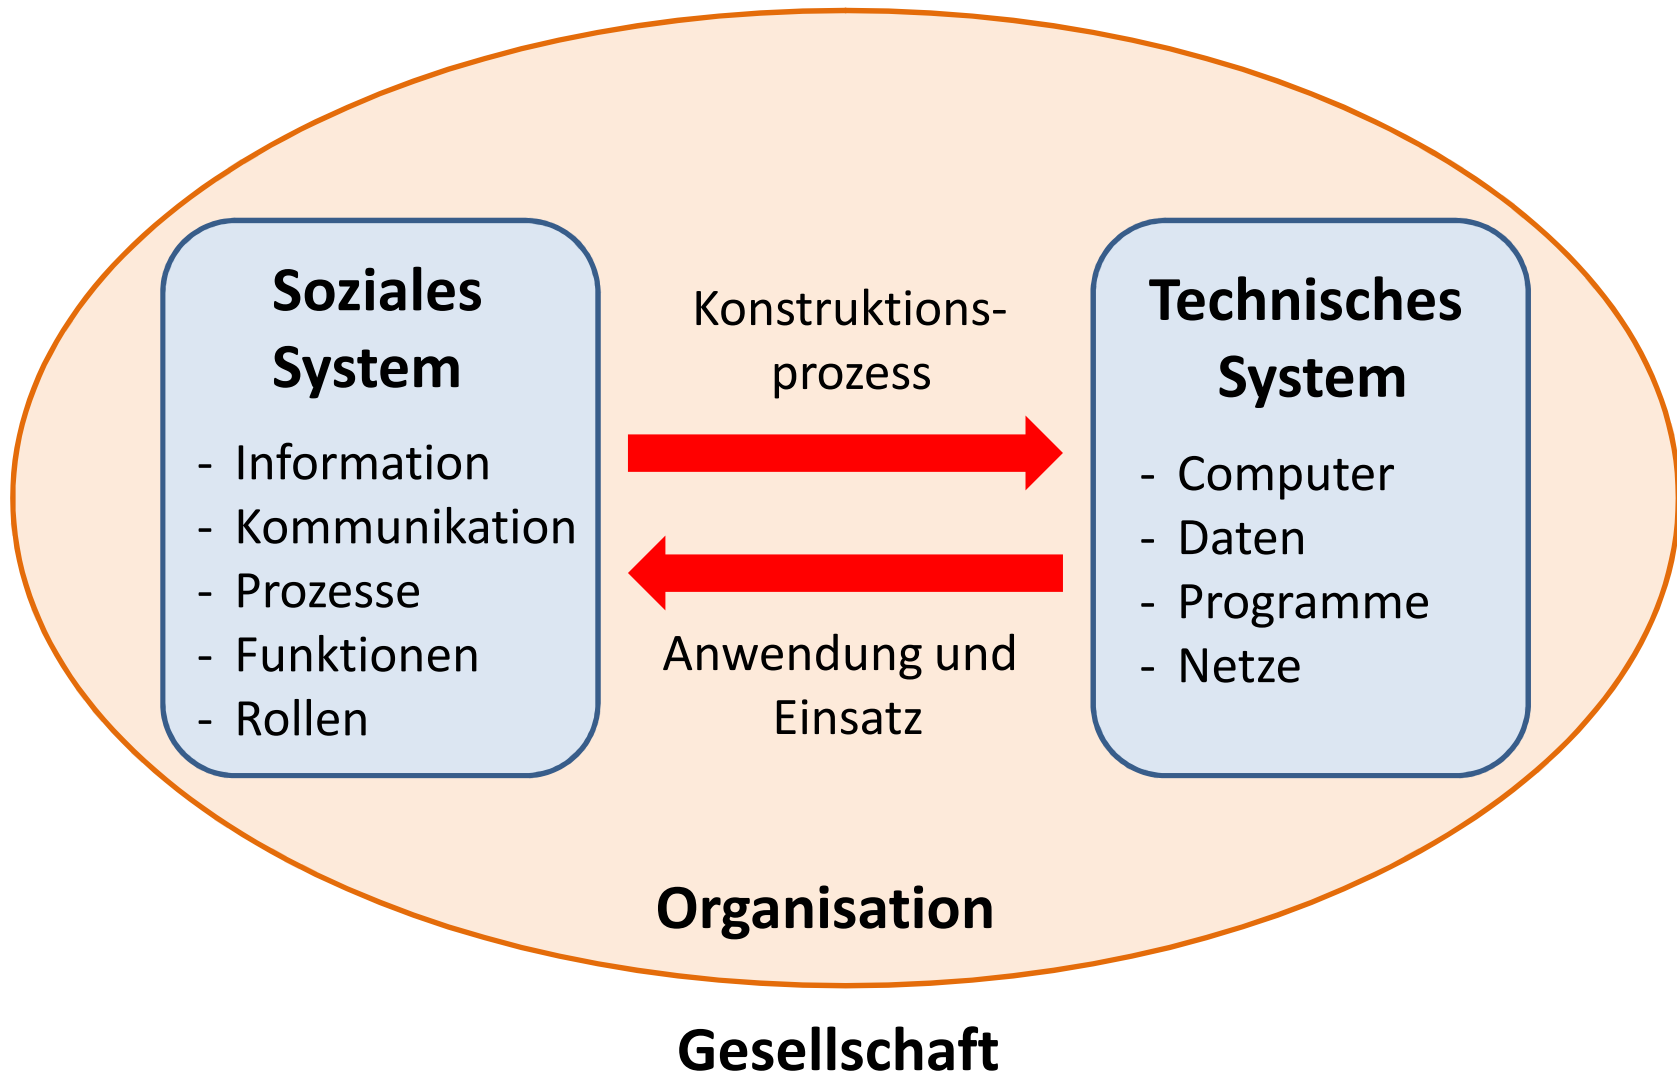 Soziales
System
- Information
- Kommunikation
- Prozesse
- Funktionen
- Rollen
Konstruktions-
prozess
Anwendung und
Einsatz
Technisches
System
- Computer
- Daten
- Programme
- Netze
Organisation
Gesellschaft